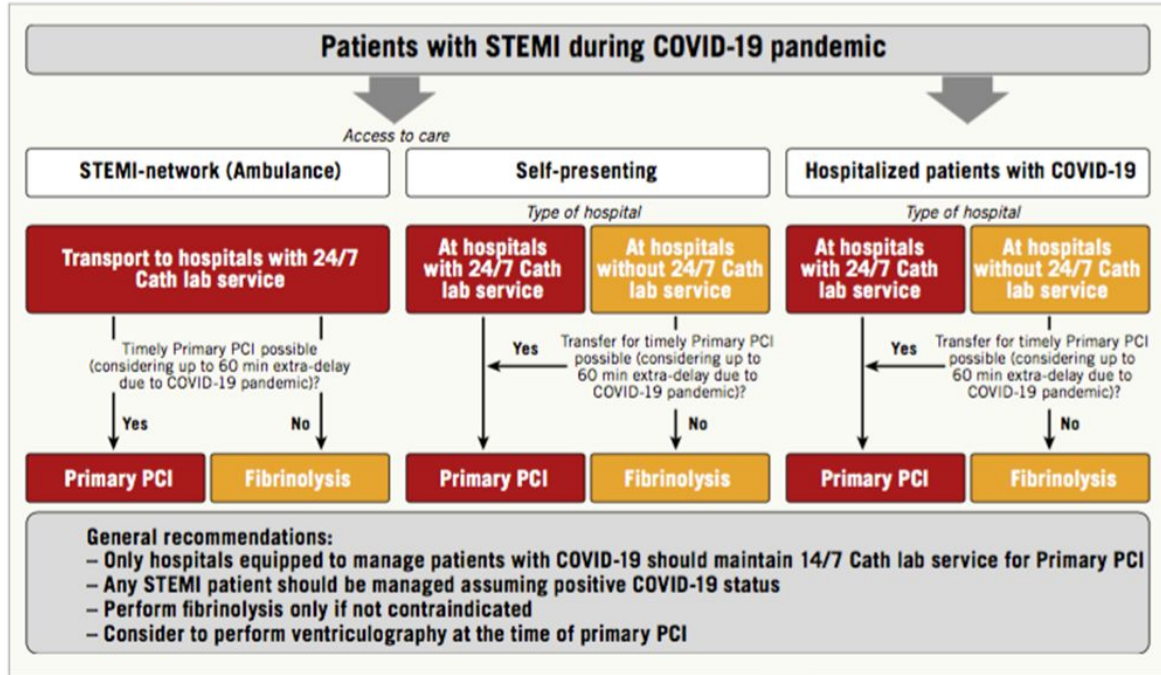 Patients with STEMI during COVID-19 pandemic
Access to care
STEMI-network (Ambulance)
Self-presenting
Hospitalized patients with COVID-19
Type of hospital
Type of hospital
Transport to hospitals with 24/7
Cath lab service
At hospitals
with 24/7 Cath
lab service
At hospitals
without 24/7 Cath
lab service
At hospitals
with 24/7 Cath
lab service
At hospitals
without 24/7 Cath
lab service
Timely Primary PCI possible
(considering up to 60 min extra-delay
due to COVID-19 pandemic)?
Yes
No
Yes
Transfer for timely Primary PCI
possible (considering up to
60 min extra-delay due to
COVID-19 pandemic)?
No
Yes
Transfer for timely Primary PCI
possible (considering up to
60 min extra-delay due to
COVID-19 pandemic)?
No
Primary PCI
Fibrinolysis
Primary PCI
Fibrinolysis
Primary PCI
Fibrinolysis
General recommendations:
– Only hospitals equipped to manage patients with COVID-19 should maintain 14/7 Cath lab service for Primary PCI
– Any STEMI patient should be managed assuming positive COVID-19 status
– Perform fibrinolysis only if not contraindicated
– Consider to perform ventriculography at the time of primary PCI